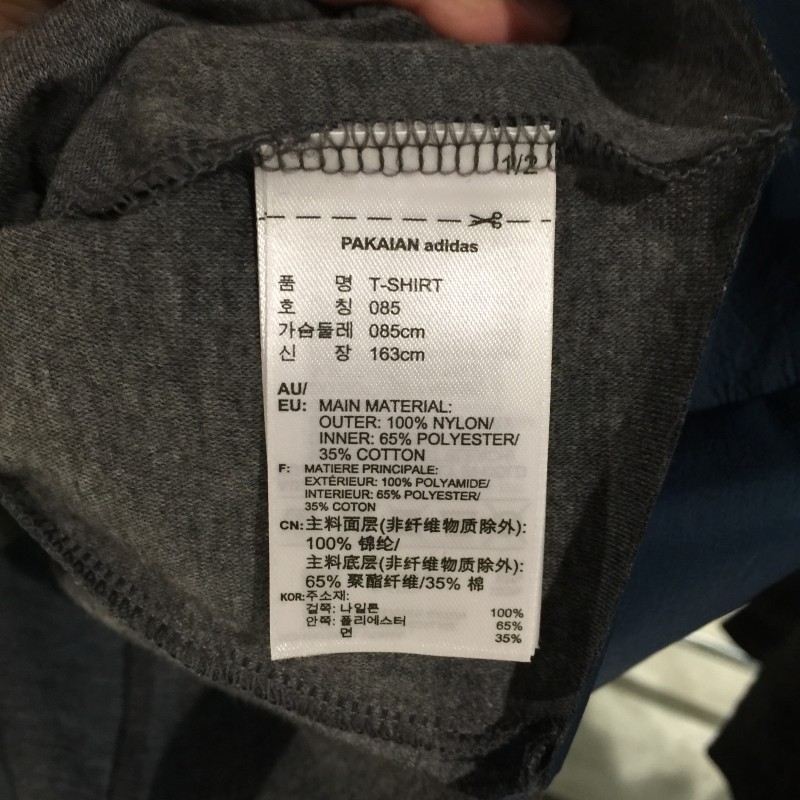 1/2
PAKAIAN adidas
품 명 T-SHIRT
호 칭 085
가슴둘레 085cm
신 장 163cm
AU/
EU: MAIN MATERIAL:
OUTER: 100% NYLON/
INNER: 65% POLYESTER/
35% COTTON
F: MATIERE PRINCIPALE:
EXTÉRIEUR: 100% POLYAMIDE/
INTERIEUR: 65% POLYESTER/
35% COTON
CN: 主料面层(非纤维物质除外):
100% 锦纶/
主料底层(非纤维物质除外):
65% 聚酯纤维/35% 棉
KOR: 주소재:
겉쪽: 나일론 100%
안쪽: 폴리에스터 65%
면 35%